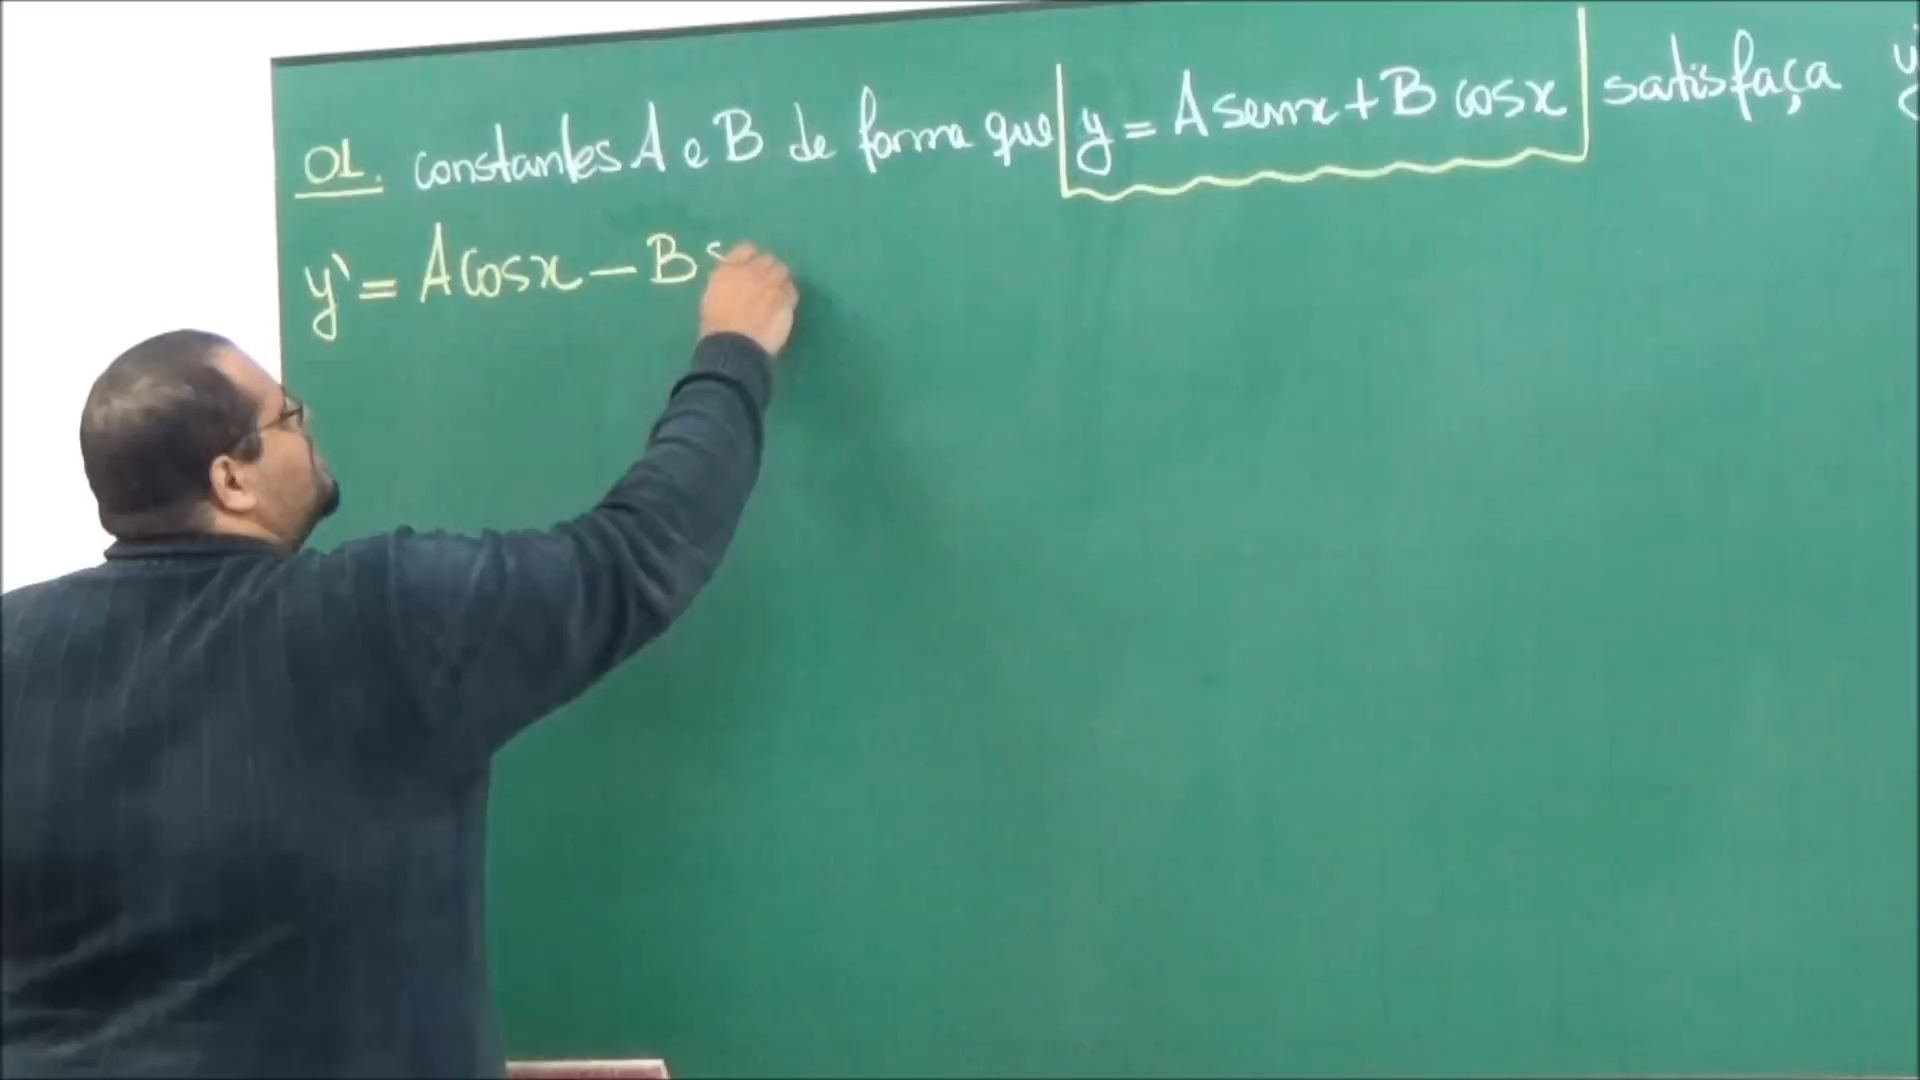 01. constantes A e B de forma que y = A senx + B cosx satisfaça y
y' = A cosx - B s